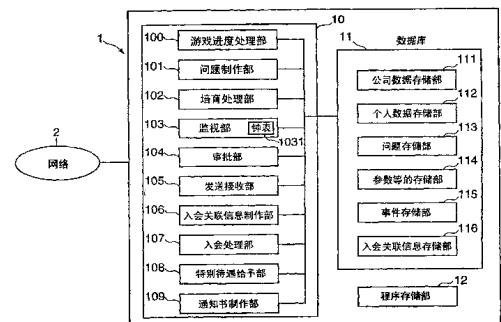 1
2
网络
10
100 游戏进度处理部
101 问题制作部
102 培育处理部
103 监视部 钟表
1031
104 审批部
105 发送接收部
106 入会关联信息制作部
107 入会处理部
108 特别待遇给予部
109 通知书制作部
11
数据库
111
公司数据存储部
112
个人数据存储部
113
问题存储部
114
参数等的存储部
115
事件存储部
116
入会关联信息存储部
12
程序存储部